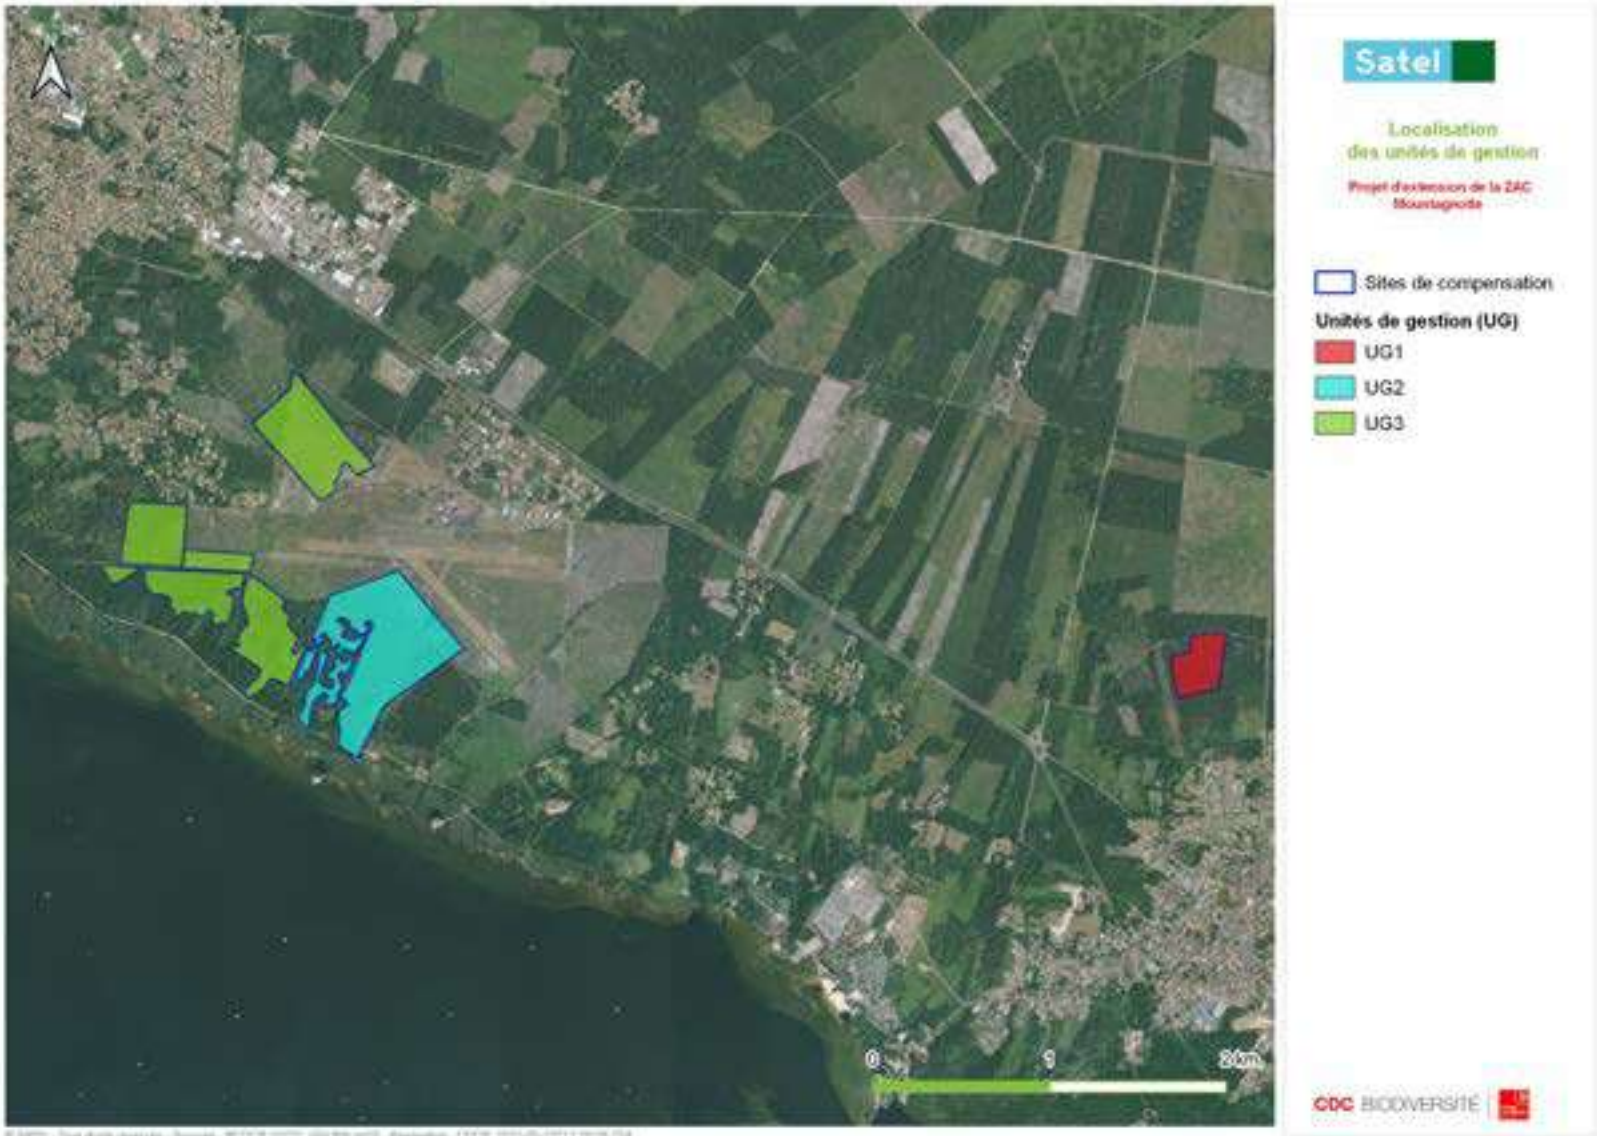 Satel
Localisation
des unités de gestion
Projet d'extension de la ZAC
Mountagnotte
Sites de compensation
Unités de gestion (UG)
UG1
UG2
UG3
0 1 2 km
CDC BIODIVERSITÉ